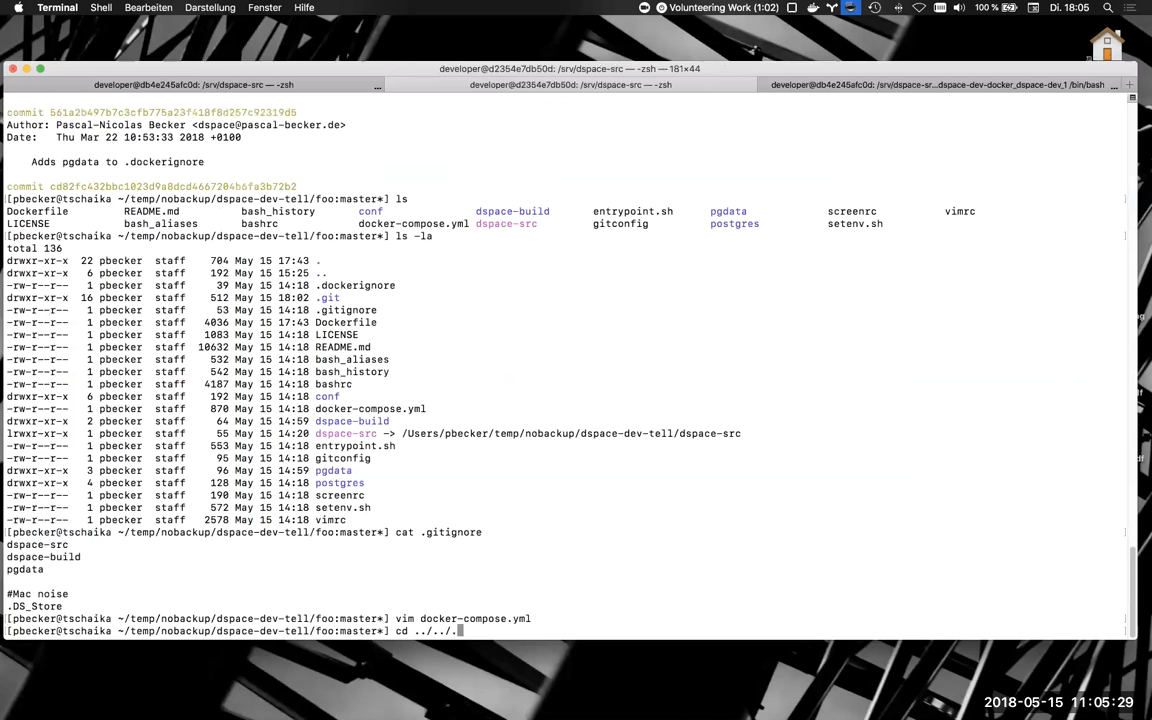 Terminal Shell Bearbeiten Darstellung Fenster Hilfe Volunteering Work (1:02) 100 % Di. 18:05
developer@d2354e7db50d: /srv/dspace-src — -zsh — 181×44
developer@db4e245afc0d: /srv/dspace-src — -zsh ... developer@d2354e7db50d: /srv/dspace-src — -zsh developer@db4e245afc0d: /srv/dspace-sr..._dspace-dev-docker_dspace-dev_1 /bin/bash ... +
commit 561a2b497b7c3cfb775a23f418f8d257c92319d5
Author: Pascal-Nicolas Becker <dspace@pascal-becker.de>
Date:   Thu Mar 22 10:53:33 2018 +0100
Adds pgdata to .dockerignore
commit cd82fc432bbc1023d9a8dcd4667204b6fa3b72b2
[pbecker@tschaika ~/temp/nobackup/dspace-dev-tell/foo:master*] ls
Dockerfile README.md bash_history conf dspace-build entrypoint.sh pgdata screenrc vimrc
LICENSE bash_aliases bashrc docker-compose.yml dspace-src gitconfig postgres setenv.sh
[pbecker@tschaika ~/temp/nobackup/dspace-dev-tell/foo:master*] ls -la
total 136
drwxr-xr-x 22 pbecker staff 704 May 15 17:43 .
drwxr-xr-x 6 pbecker staff 192 May 15 15:25 ..
-rw-r--r-- 1 pbecker staff 39 May 15 14:18 .dockerignore
drwxr-xr-x 16 pbecker staff 512 May 15 18:02 .git
-rw-r--r-- 1 pbecker staff 53 May 15 14:18 .gitignore
-rw-r--r-- 1 pbecker staff 4036 May 15 17:43 Dockerfile
-rw-r--r-- 1 pbecker staff 1083 May 15 14:18 LICENSE
-rw-r--r-- 1 pbecker staff 10632 May 15 14:18 README.md
-rw-r--r-- 1 pbecker staff 532 May 15 14:18 bash_aliases
-rw-r--r-- 1 pbecker staff 542 May 15 14:18 bash_history
-rw-r--r-- 1 pbecker staff 4187 May 15 14:18 bashrc
drwxr-xr-x 6 pbecker staff 192 May 15 14:18 conf
-rw-r--r-- 1 pbecker staff 870 May 15 14:18 docker-compose.yml
drwxr-xr-x 2 pbecker staff 64 May 15 14:59 dspace-build
lrwxr-xr-x 1 pbecker staff 55 May 15 14:20 dspace-src -> /Users/pbecker/temp/nobackup/dspace-dev-tell/dspace-src
-rw-r--r-- 1 pbecker staff 553 May 15 14:18 entrypoint.sh
-rw-r--r-- 1 pbecker staff 95 May 15 14:18 gitconfig
drwxr-xr-x 3 pbecker staff 96 May 15 14:59 pgdata
drwxr-xr-x 4 pbecker staff 128 May 15 14:18 postgres
-rw-r--r-- 1 pbecker staff 190 May 15 14:18 screenrc
-rw-r--r-- 1 pbecker staff 572 May 15 14:18 setenv.sh
-rw-r--r-- 1 pbecker staff 2578 May 15 14:18 vimrc
[pbecker@tschaika ~/temp/nobackup/dspace-dev-tell/foo:master*] cat .gitignore
dspace-src
dspace-build
pgdata
#Mac noise
.DS_Store
[pbecker@tschaika ~/temp/nobackup/dspace-dev-tell/foo:master*] vim docker-compose.yml
[pbecker@tschaika ~/temp/nobackup/dspace-dev-tell/foo:master*] cd ../../.
2018-05-15 11:05:29